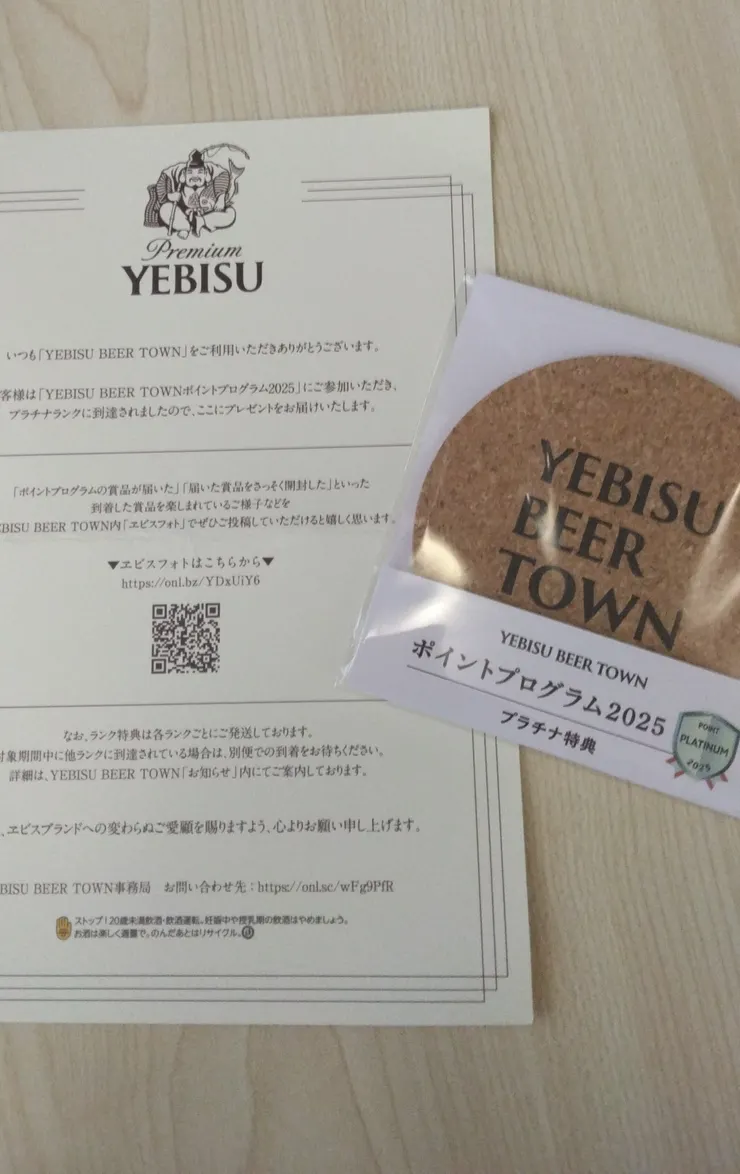 Premium
YEBISU
いつも「YEBISU BEER TOWN」をご利用いただきありがとうございます。
客様は「YEBISU BEER TOWNポイントプログラム2025」にご参加いただき、
プラチナランクに到達されましたので、ここにプレゼントをお届けいたします。
「ポイントプログラムの賞品が届いた」「届いた賞品をさっそく開封した」といった
到着した賞品を楽しまれているご様子などを
EBISU BEER TOWN内「ヱビスフォト」でぜひご投稿していただけると嬉しく思います。
▼ヱビスフォトはこちらから▼
https://onl.bz/YDxUiY6
なお、ランク特典は各ランクごとにご発送しております。
対象期間中に他ランクに到達されている場合は、別便での到着をお待ちください。
詳細は、YEBISU BEER TOWN「お知らせ」内にてご案内しております。
、ヱビスブランドへの変わらぬご愛顧を賜りますよう、心よりお願い申し上げます。
EBISU BEER TOWN事務局 お問い合わせ先：https://onl.sc/wFg9PfR
ストップ！20歳未満飲酒・飲酒運転。妊娠中や授乳期の飲酒はやめましょう。
お酒は楽しく適量で。のんだあとはリサイクル。
YEBISU
BEER
TOWN
YEBISU BEER TOWN
ポイントプログラム2025
プラチナ特典
POINT
PLATINUM
2025